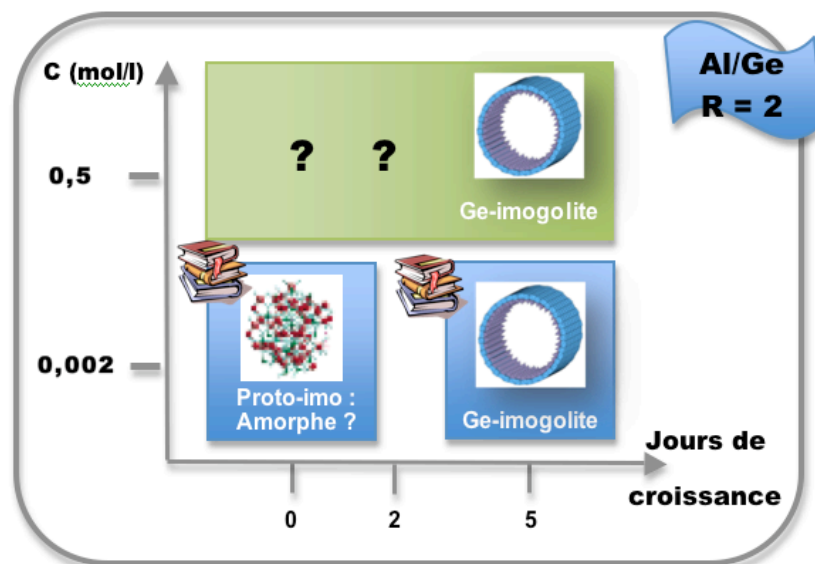 C (mol/l)
Al/Ge
R = 2
0,5
? ?
Ge-imogolite
0,002
Proto-imo :
Amorphe ?
Ge-imogolite
Jours de
croissance
0 2 5